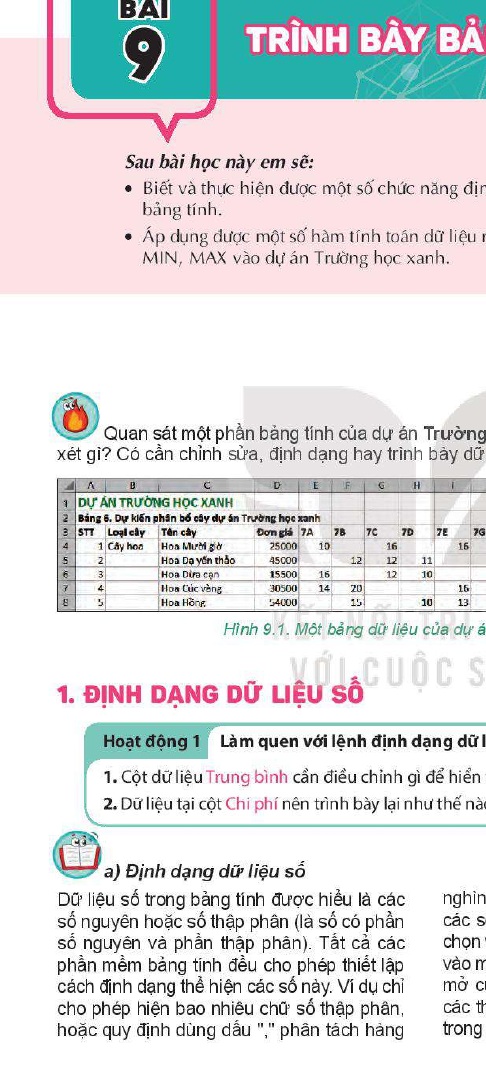 BÀI
9
TRÌNH BÀY BẢ
Sau bài học này em sẽ:
• Biết và thực hiện được một số chức năng địn
bảng tính.
• Áp dụng được một số hàm tính toán dữ liệu n
MIN, MAX vào dự án Trường học xanh.
Quan sát một phần bảng tính của dự án Trường
xét gì? Có cần chỉnh sửa, định dạng hay trình bày dữ
A B C D E F G H I
1 DỰ ÁN TRƯỜNG HỌC XANH
2 Bảng 6. Dự kiến phân bổ cây dự án Trường học xanh
3 STT Loại cây Tên cây Đơn giá 7A 7B 7C 7D 7E 7G
4 1 Cây hoa Hoa Mười giờ 25000 10 16 16
5 2 Hoa Dạ yến thảo 45000 12 12 11
6 3 Hoa Dừa cạn 15500 16 12 10
7 4 Hoa Cúc vàng 30500 14 20 16
8 5 Hoa Hồng 54000 15 10 13
Hình 9.1. Một bảng dữ liệu của dự á
KẾT NỐI TRI
VỚI CUỘC S
1. ĐỊNH DẠNG DỮ LIỆU SỐ
Hoạt động 1 Làm quen với lệnh định dạng dữ l
1. Cột dữ liệu Trung bình cần điều chỉnh gì để hiển
2. Dữ liệu tại cột Chi phí nên trình bày lại như thế nào
a) Định dạng dữ liệu số
Dữ liệu số trong bảng tính được hiểu là các
số nguyên hoặc số thập phân (là số có phần
số nguyên và phần thập phân). Tất cả các
phần mềm bảng tính đều cho phép thiết lập
cách định dạng thể hiện các số này. Ví dụ chỉ
cho phép hiện bao nhiêu chữ số thập phân,
hoặc quy định dùng dấu "," phân tách hàng
nghìn
các s
chọn
vào m
mở c
các th
trong